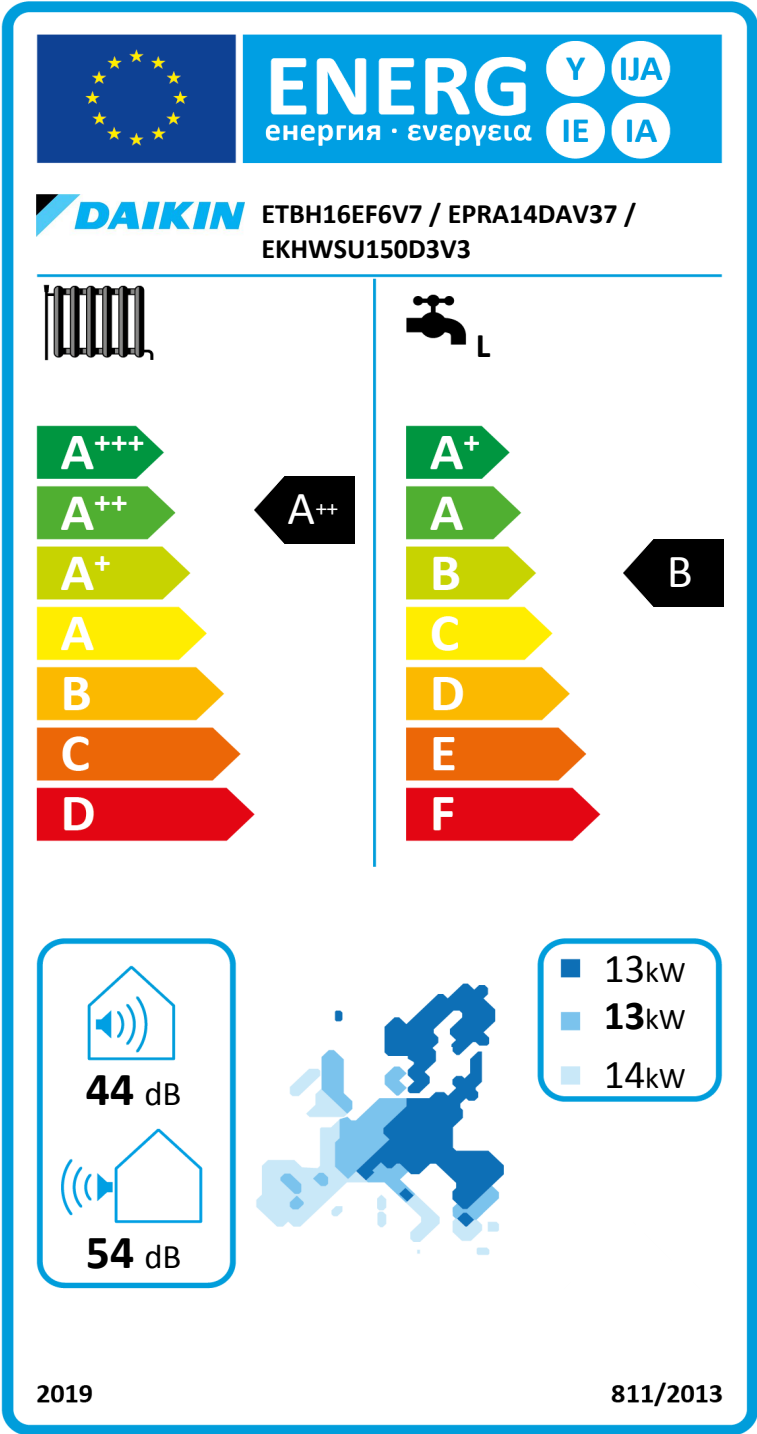 ENERG
енергия · ενεργεια
Y IJA
IE IA
DAIKIN
ETBH16EF6V7 / EPRA14DAV37 /
EKHWSU150D3V3
L
A+++
A++
A+
A
B
C
D
A++
A+
A
B
C
D
E
F
B
44 dB
54 dB
13kW
13kW
14kW
2019
811/2013